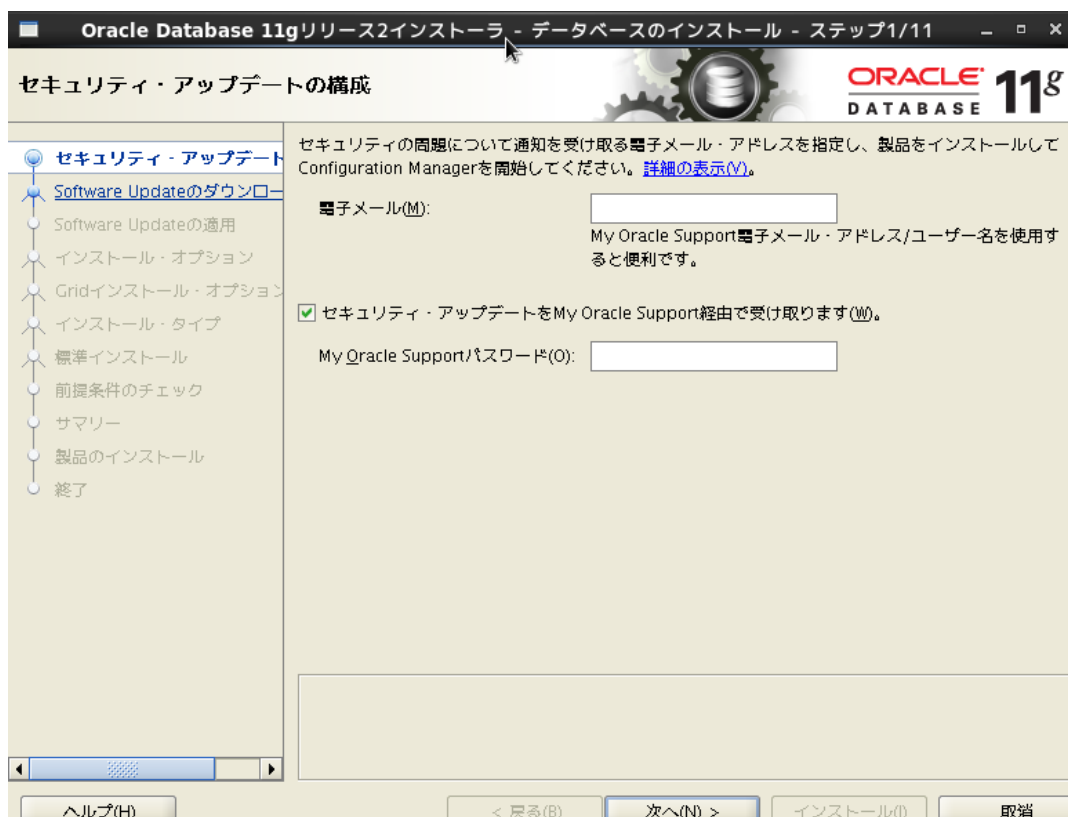 Oracle Database 11gリリース2インストーラ - データベースのインストール - ステップ1/11
セキュリティ・アップデートの構成
ORACLE
DATABASE
11g
セキュリティ・アップデート
Software Updateのダウンロー
Software Updateの適用
インストール・オプション
Gridインストール・オプション
インストール・タイプ
標準インストール
前提条件のチェック
サマリー
製品のインストール
終了
セキュリティの問題について通知を受け取る電子メール・アドレスを指定し、製品をインストールして
Configuration Managerを開始してください。詳細の表示(V)。
電子メール(M):
My Oracle Support電子メール・アドレス/ユーザー名を使用す
ると便利です。
セキュリティ・アップデートをMy Oracle Support経由で受け取ります(W)。
My Oracle Supportパスワード(O):
ヘルプ(H)
< 戻る(B)
次へ(N) >
インストール(I)
取消